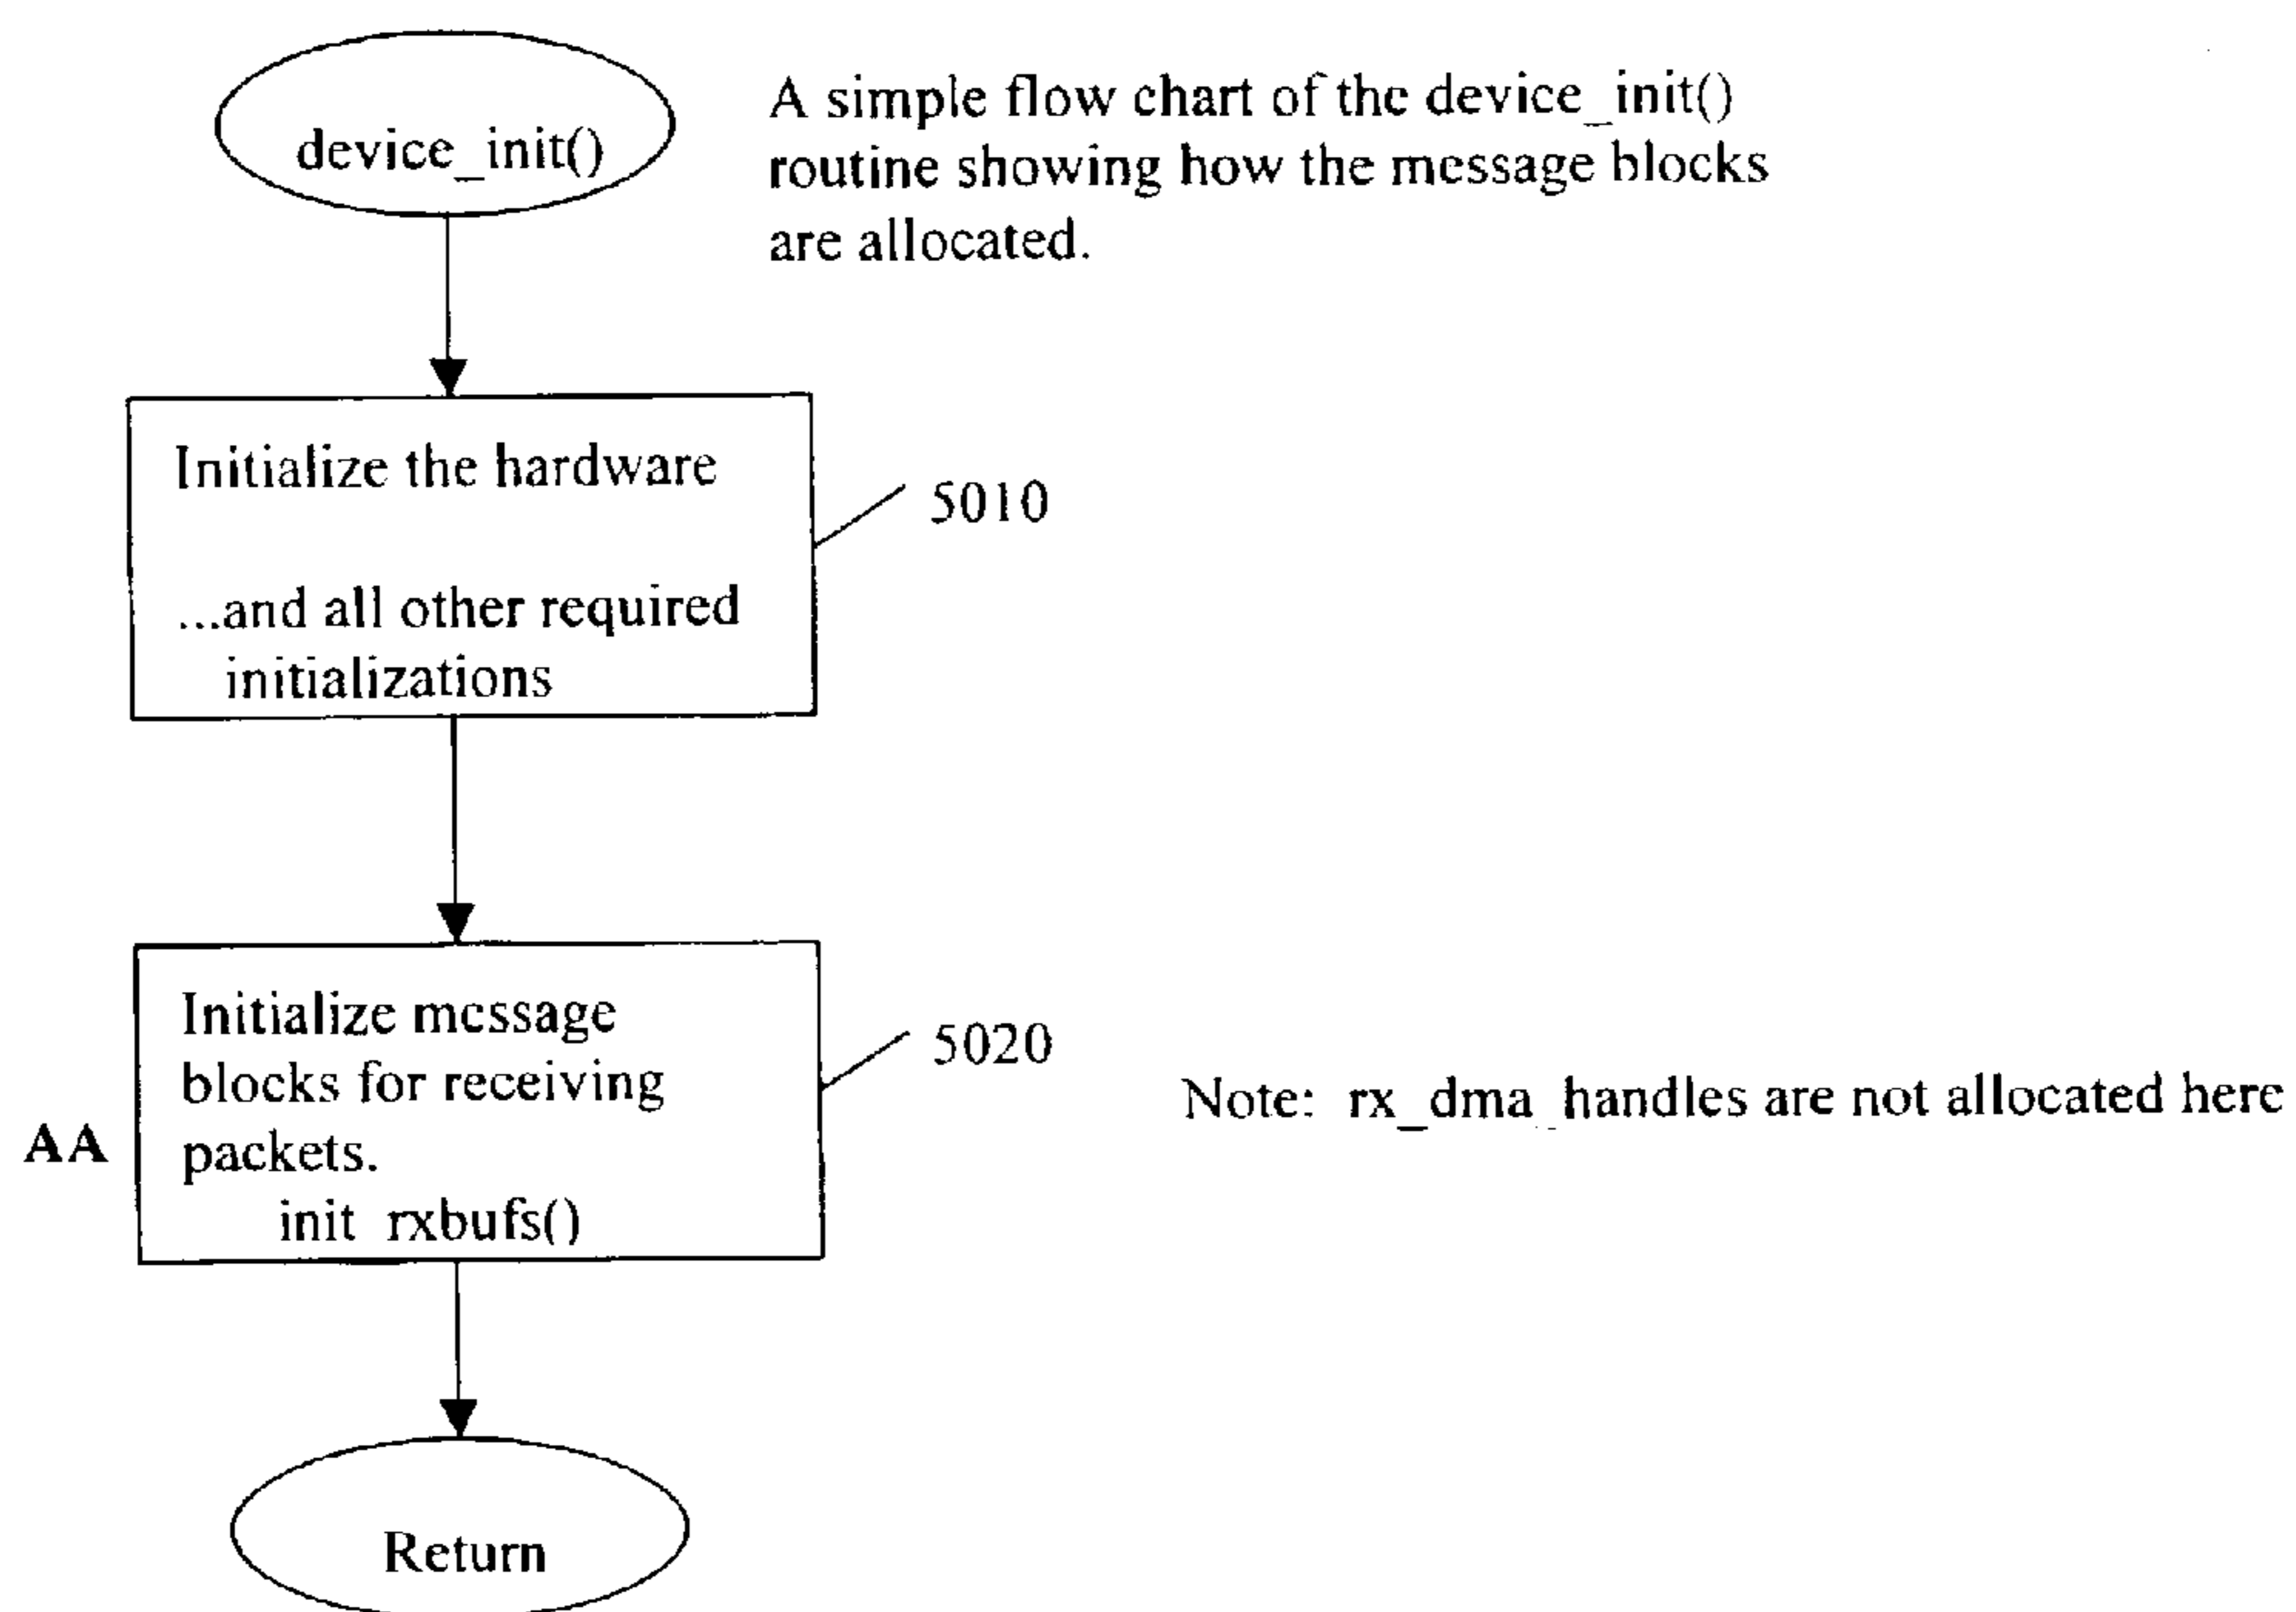 device_init()
A simple flow chart of the device_init()
routine showing how the message blocks
are allocated.
Initialize the hardware
5010
...and all other required
initializations
Initialize message
blocks for receiving
packets.
init rxbufs()
5020
AA
Note: rx_dma_handles are not allocated here
Return